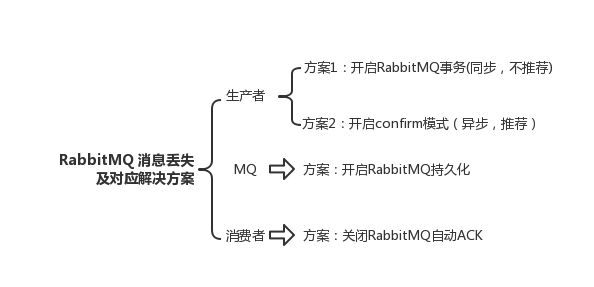 RabbitMQ 消息丢失
及对应解决方案
生产者
方案1：开启RabbitMQ事务(同步，不推荐)
方案2：开启confirm模式（异步，推荐）
MQ
方案：开启RabbitMQ持久化
消费者
方案：关闭RabbitMQ自动ACK